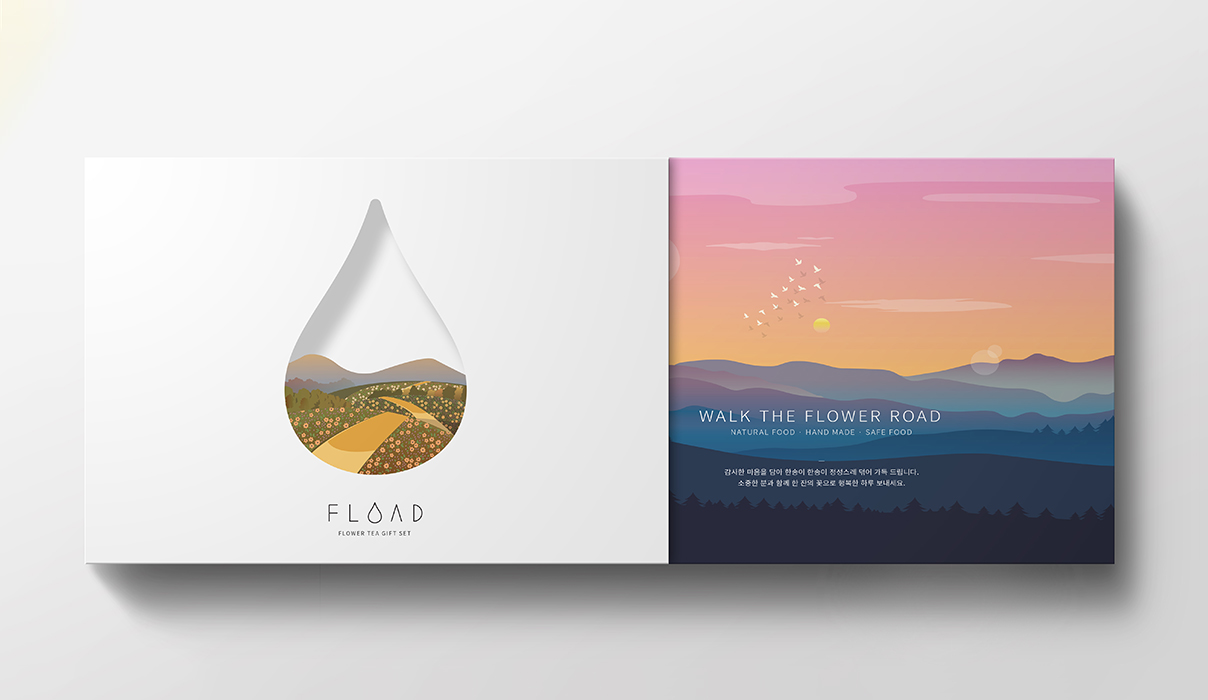 FLOAD
FLOWER TEA GIFT SET
WALK THE FLOWER ROAD
NATURAL FOOD · HAND MADE · SAFE FOOD
감사한 마음을 담아 한송이 한송이 정성스레 덖어 가득 드립니다.
소중한 분과 함께 한 잔의 꽃으로 행복한 하루 보내세요.